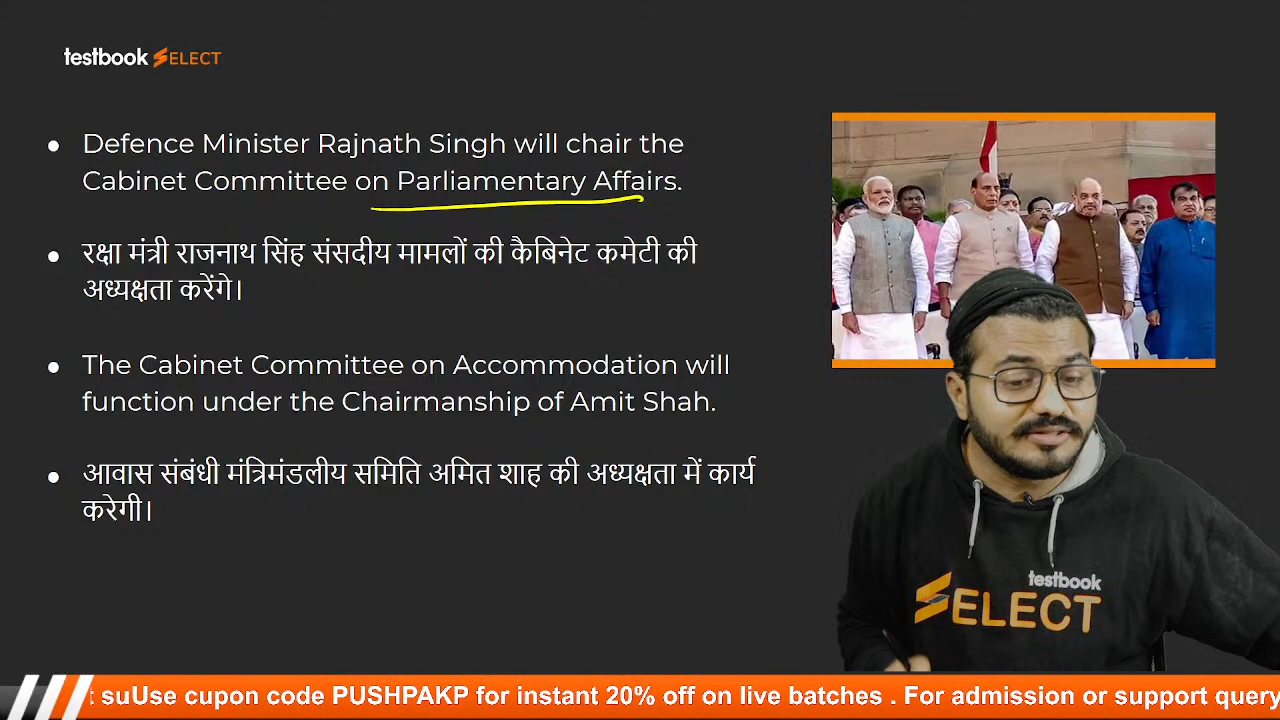 testbook SELECT
Defence Minister Rajnath Singh will chair the
Cabinet Committee on Parliamentary Affairs.
रक्षा मंत्री राजनाथ सिंह संसदीय मामलों की कैबिनेट कमेटी की
अध्यक्षता करेंगे।
The Cabinet Committee on Accommodation will
function under the Chairmanship of Amit Shah.
आवास संबंधी मंत्रिमंडलीय समिति अमित शाह की अध्यक्षता में कार्य
करेगी।
testbook
SELECT
t suUse cupon code PUSHPAKP for instant 20% off on live batches . For admission or support query